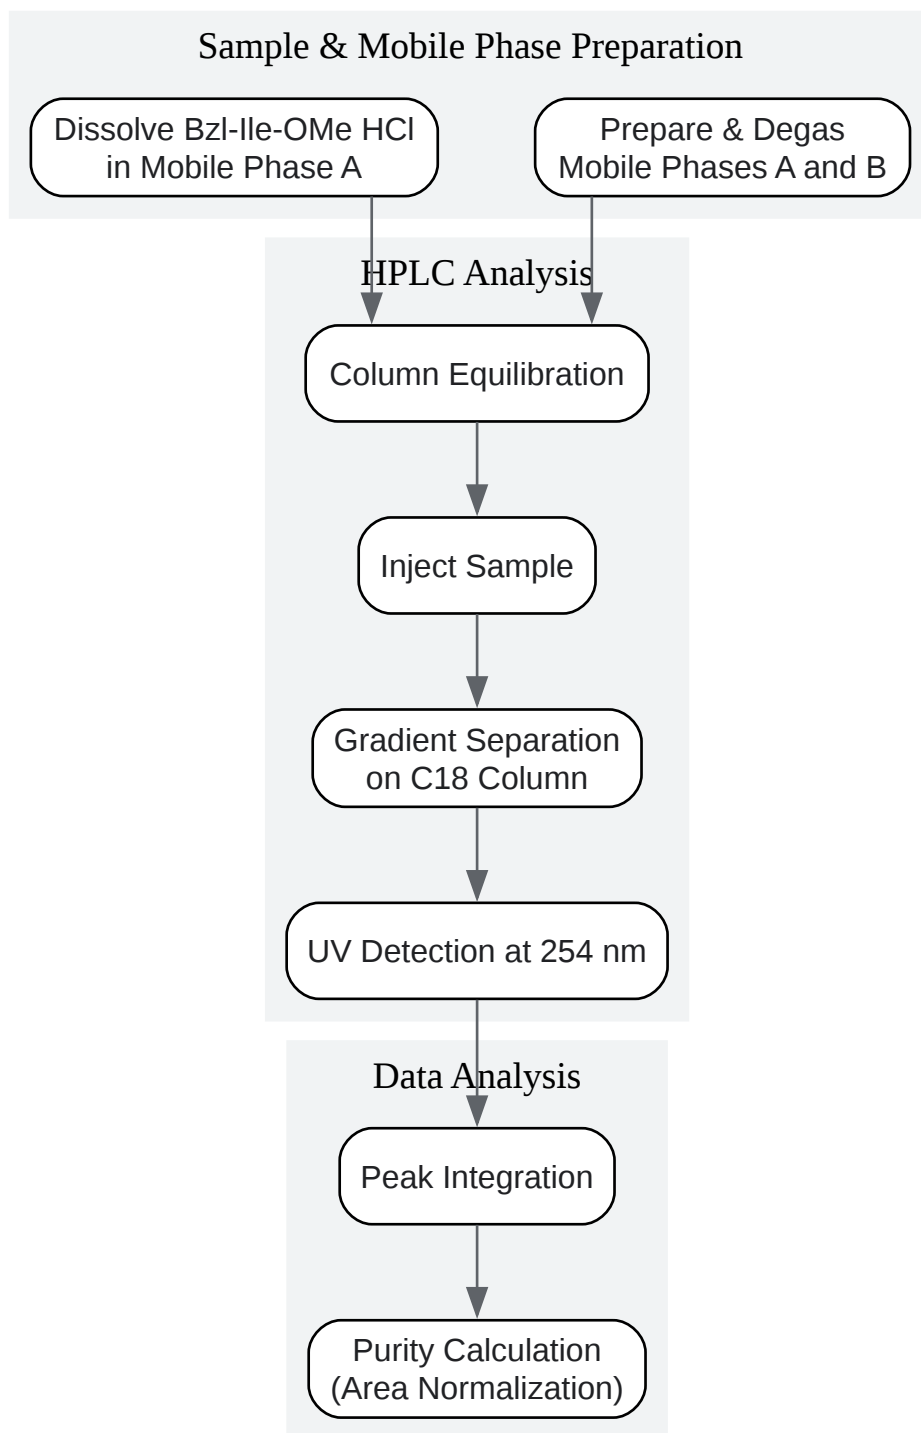 Sample & Mobile Phase Preparation
Dissolve Bzl-Ile-OMe HCl
in Mobile Phase A
Prepare & Degas
Mobile Phases A and B
HPLC Analysis
Column Equilibration
Inject Sample
Gradient Separation
on C18 Column
UV Detection at 254 nm
Data Analysis
Peak Integration
Purity Calculation
(Area Normalization)